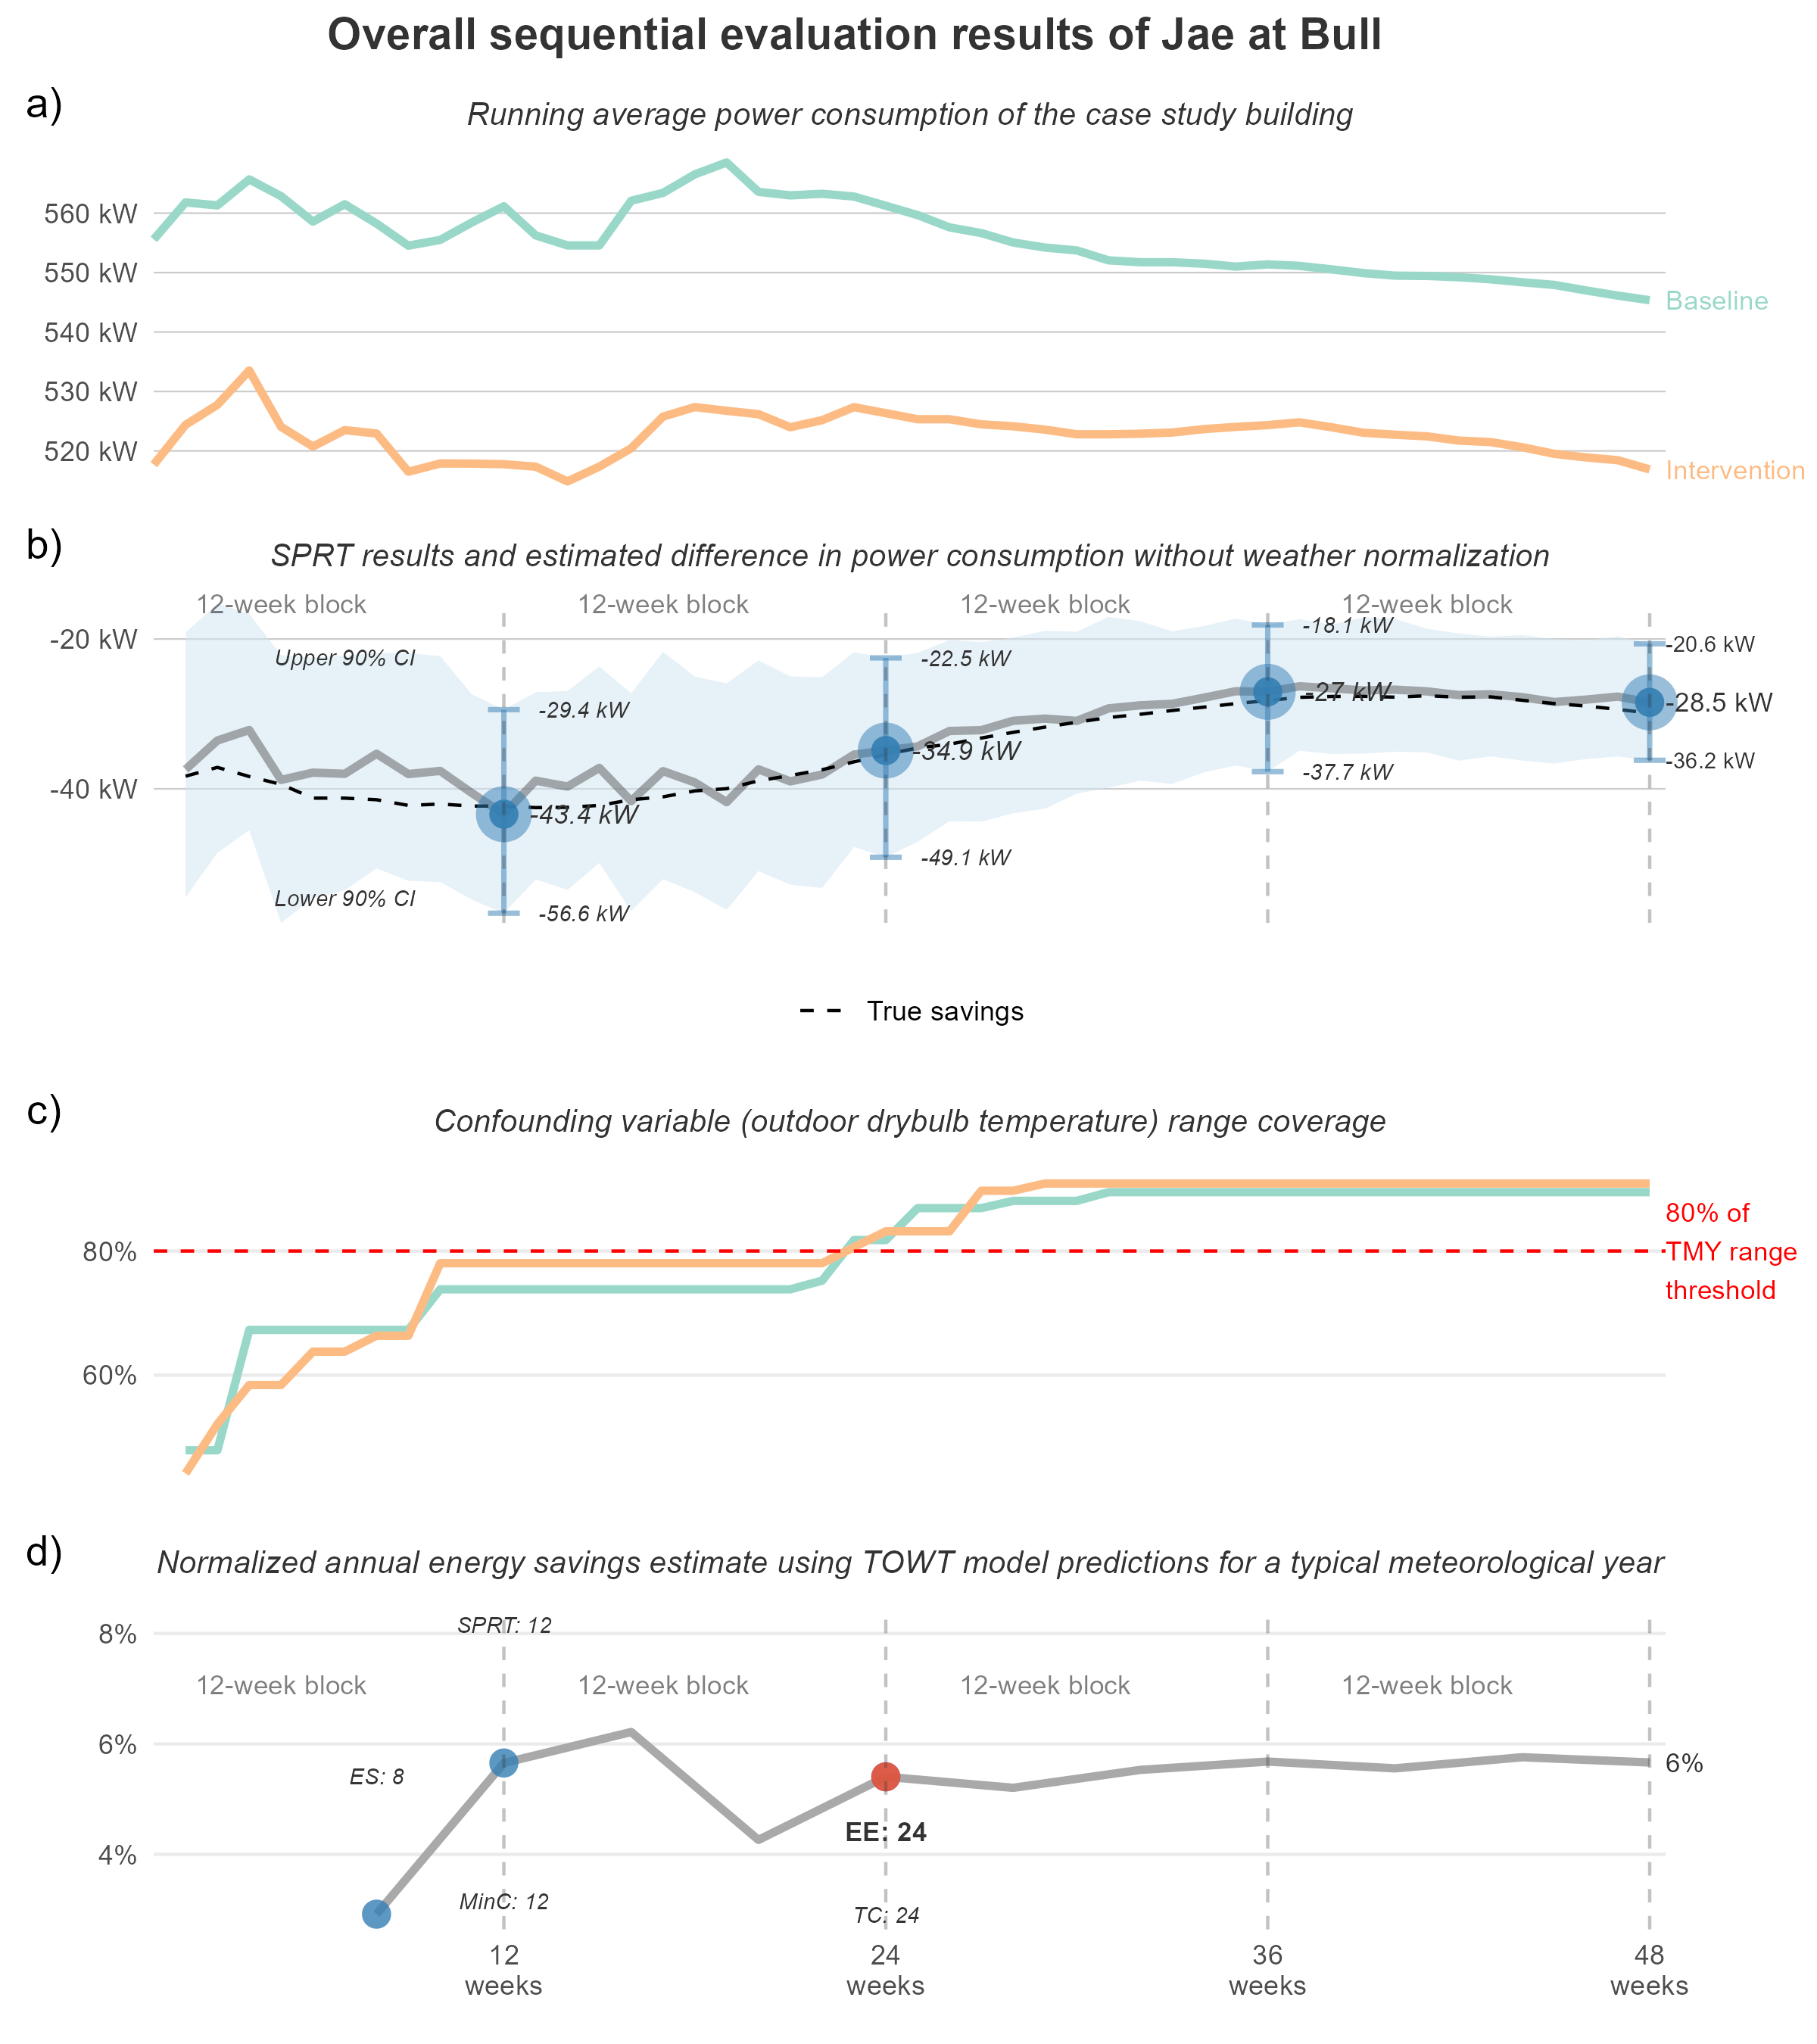 Overall sequential evaluation results of Jae at Bull
a)
Running average power consumption of the case study building
560 kW
550 kW
540 kW
530 kW
520 kW
Baseline
Intervention
b)
SPRT results and estimated difference in power consumption without weather normalization
12-week block
12-week block
12-week block
12-week block
-20 kW
-40 kW
Upper 90% CI
Lower 90% CI
-29.4 kW
-43.4 kW
-56.6 kW
-22.5 kW
-34.9 kW
-49.1 kW
-18.1 kW
-27 kW
-37.7 kW
-20.6 kW
-28.5 kW
-36.2 kW
True savings
c)
Confounding variable (outdoor drybulb temperature) range coverage
80%
60%
80% of
TMY range
threshold
d)
Normalized annual energy savings estimate using TOWT model predictions for a typical meteorological year
8%
6%
4%
SPRT: 12
12-week block
12-week block
12-week block
12-week block
ES: 8
6%
EE: 24
MinC: 12
TC: 24
12
weeks
24
weeks
36
weeks
48
weeks